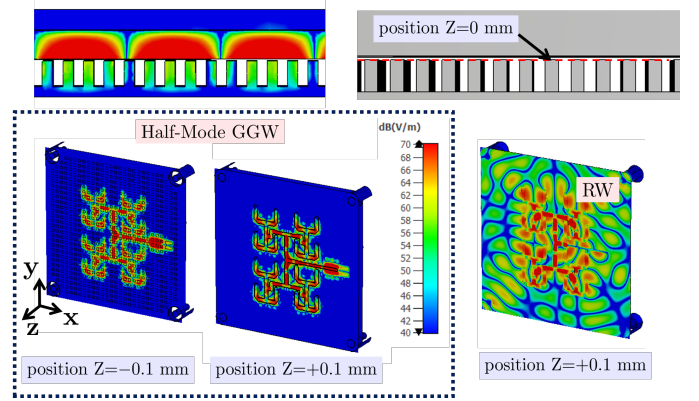 position Z=0 mm
Half-Mode GGW
dB(V/m)
70
66
64
62
60
58
56
54
52
50
48
46
44
42
40
RW
y
x
z
position Z=−0.1 mm
position Z=+0.1 mm
position Z=+0.1 mm